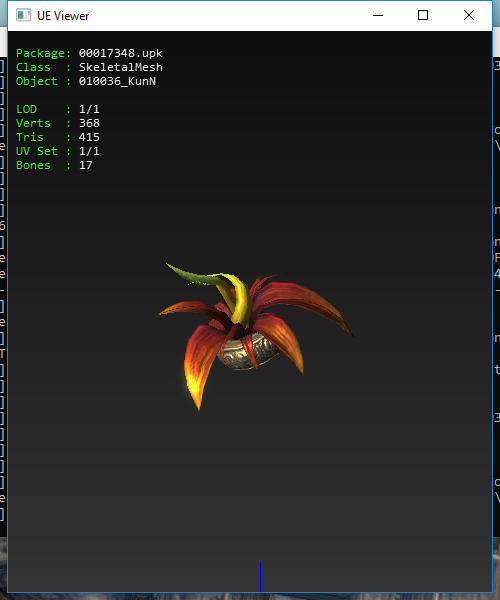 UE Viewer
Package: 00017348.upk
Class : SkeletalMesh
Object : 010036_KunN
LOD : 1/1
Verts : 368
Tris : 415
UV Set : 1/1
Bones : 17